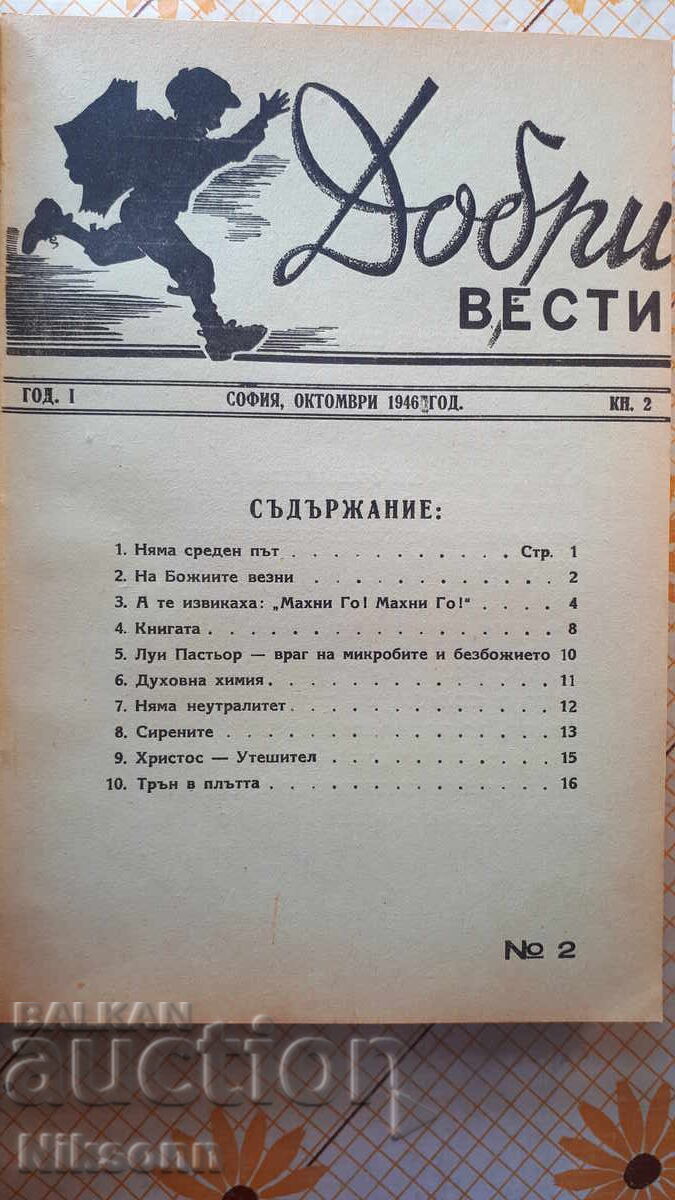 Добри
ВЕСТИ
ГОД. I СОФИЯ, ОКТОМВРИ 1946 ГОД. КН. 2
СЪДЪРЖАНИЕ:
1. Няма среден път . . . . . . . . . . . Стр. 1
2. На Божиите везни . . . . . . . . . . . . 2
3. А те извикаха: „Махни Го! Махни Го!“ . . . . 4
4. Книгата . . . . . . . . . . . . . . . . . 8
5. Луи Пастьор — враг на микробите и безбожието 10
6. Духовна химия . . . . . . . . . . . . . . 11
7. Няма неутралитет . . . . . . . . . . . . . 12
8. Сирените . . . . . . . . . . . . . . . . 13
9. Христос — Утешител . . . . . . . . . . . 15
10. Трън в плътта . . . . . . . . . . . . . . 16
№ 2
BALKAN
auction
Niksonn